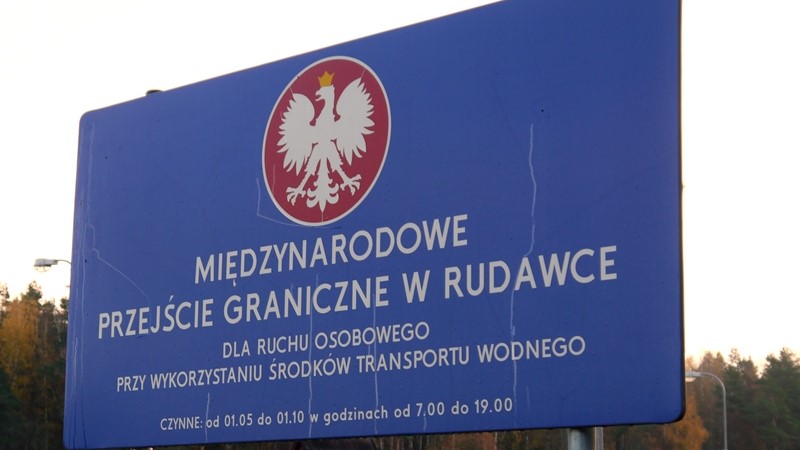 MIĘDZYNARODOWE
PRZEJŚCIE GRANICZNE W RUDAWCE
DLA RUCHU OSOBOWEGO
PRZY WYKORZYSTANIU ŚRODKÓW TRANSPORTU WODNEGO
CZYNNE: od 01.05 do 01.10 w godzinach od 7.00 do 19.00